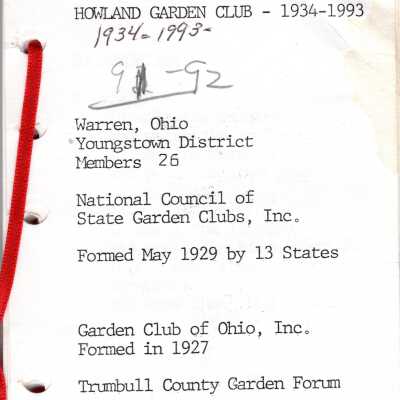 HOWLAND GARDEN CLUB - 1934-1993
1934-1993-
91-92
Warren, Ohio
Youngstown District
Members 26
National Council of
State Garden Clubs, Inc.
Formed May 1929 by 13 States
Garden Club of Ohio, Inc.
Formed in 1927
Trumbull County Garden Forum